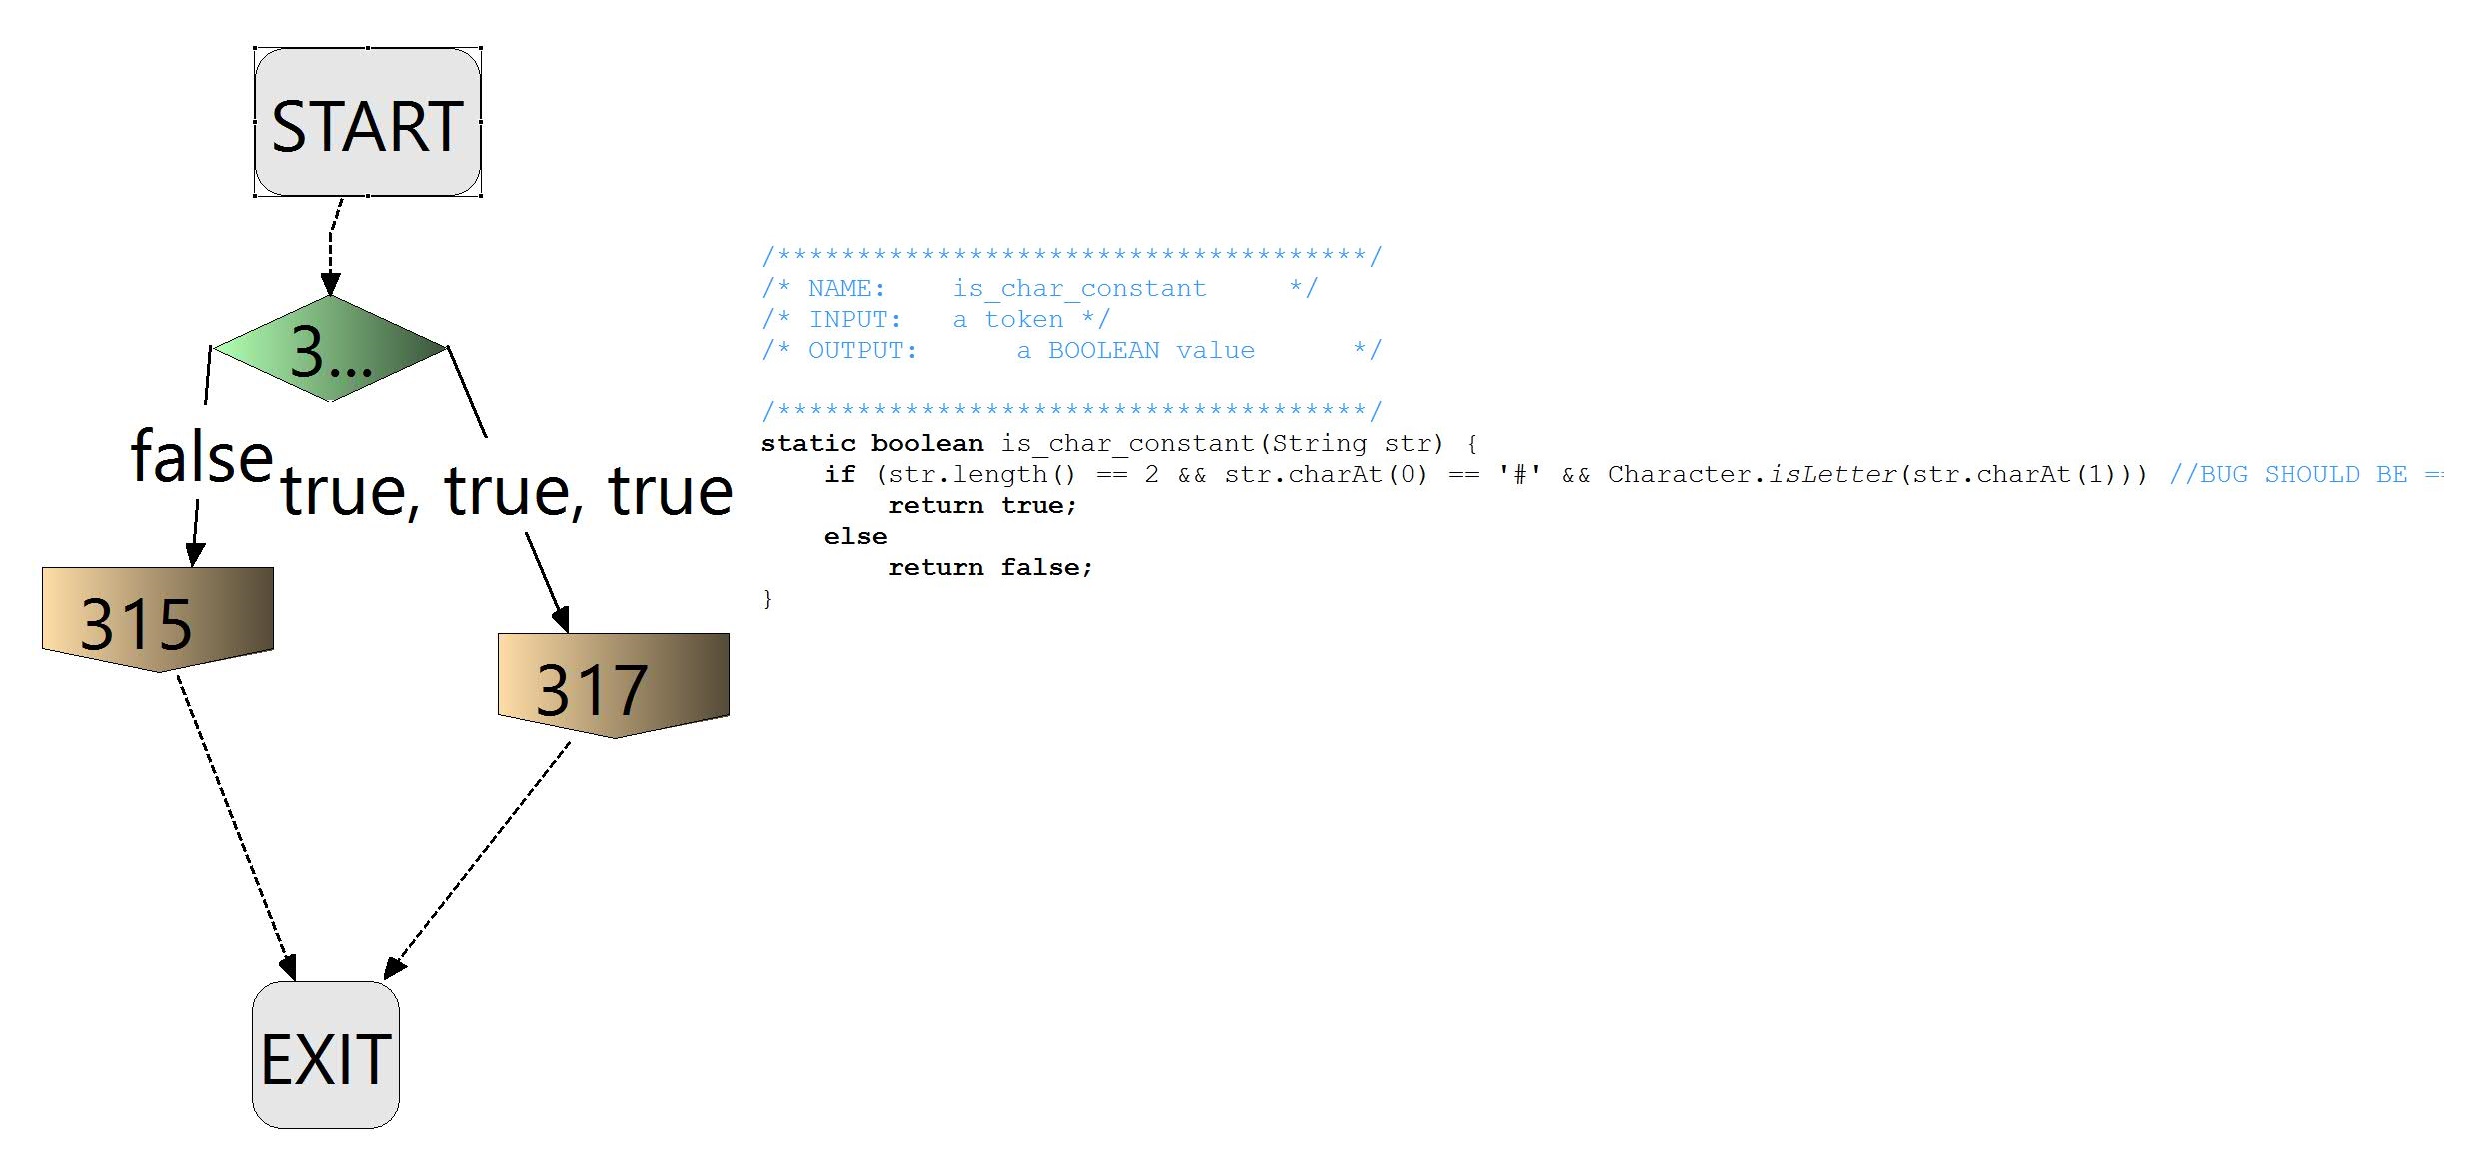 START
3...
false
true, true, true
315
317
EXIT
/*************************************/
/* NAME:    is_char_constant     */
/* INPUT:   a token */
/* OUTPUT:      a BOOLEAN value      */
/*************************************/
static boolean is_char_constant(String str) {
    if (str.length() == 2 && str.charAt(0) == '#' && Character.isLetter(str.charAt(1))) //BUG SHOULD BE ==
        return true;
    else
        return false;
}